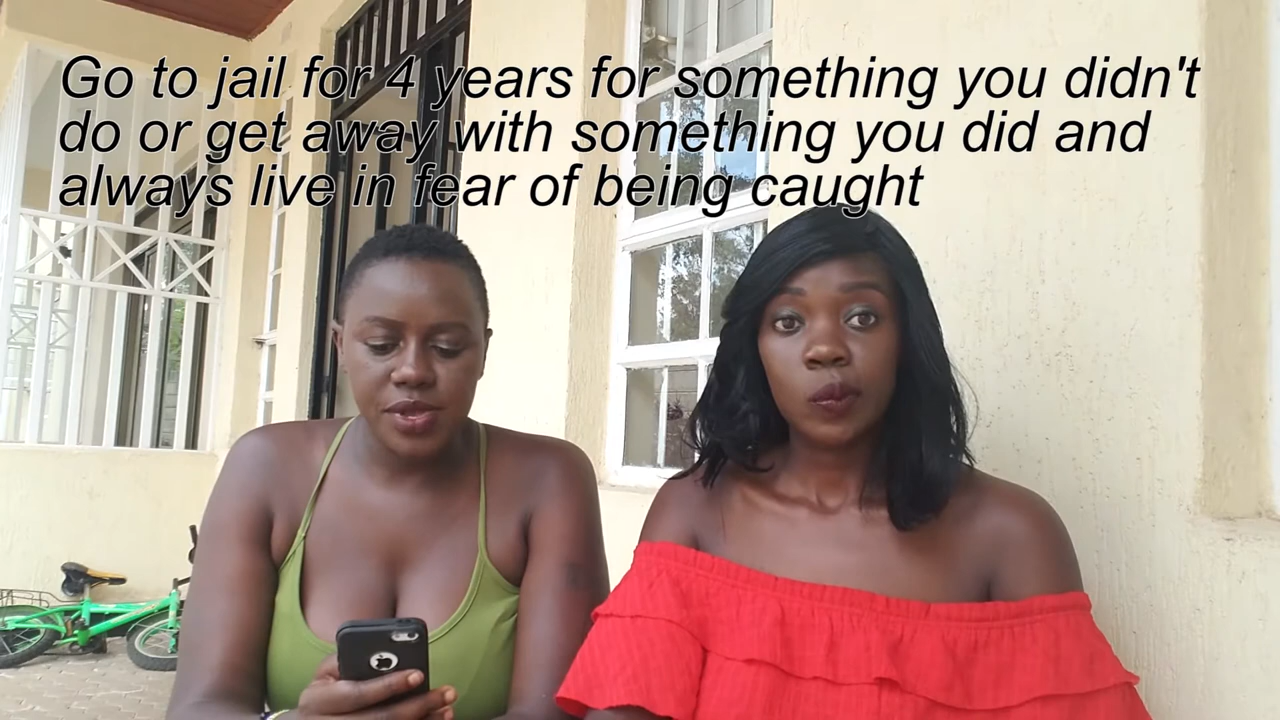 Go to jail for 4 years for something you didn't
do or get away with something you did and
always live in fear of being caught